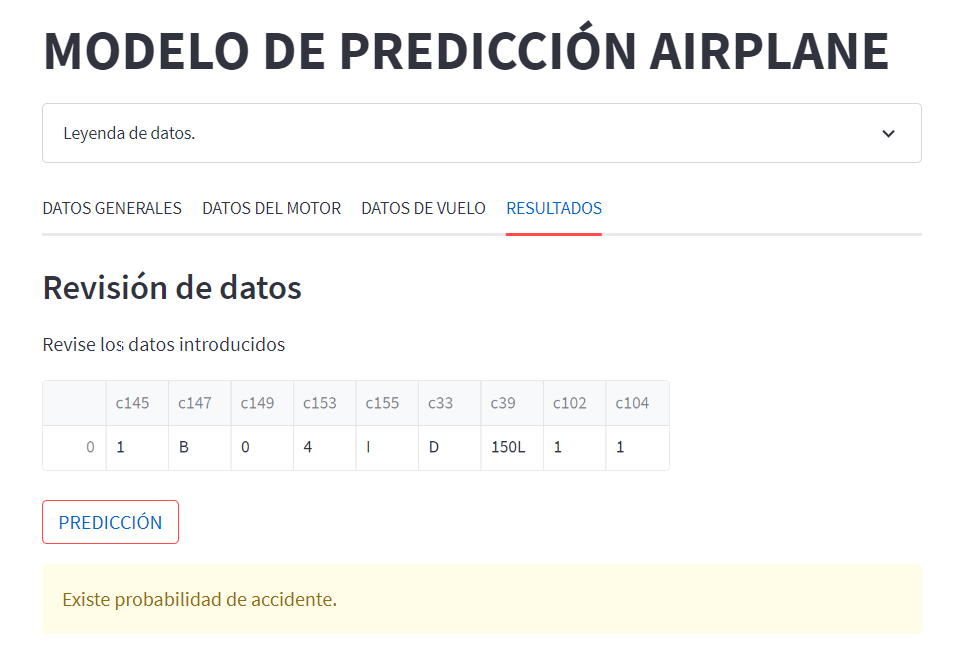 MODELO DE PREDICCIÓN AIRPLANE
Leyenda de datos.
DATOS GENERALES DATOS DEL MOTOR DATOS DE VUELO RESULTADOS
Revisión de datos
Revise los datos introducidos
c145 c147 c149 c153 c155 c33 c39 c102 c104
0 1 B 0 4 I D 150L 1 1
PREDICCIÓN
Existe probabilidad de accidente.